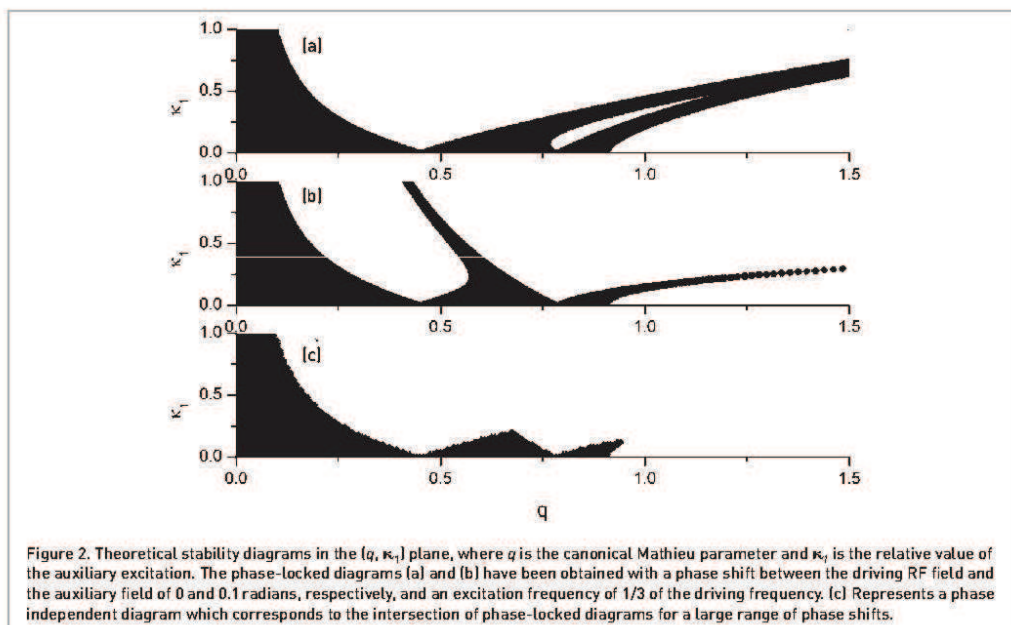 1.0
(a)
κ1
0.5
0.0
0.0 0.5 1.0 1.5
1.0
(b)
κ1
0.5
0.0
0.0 0.5 1.0 1.5
1.0
(c)
κ1
0.5
0.0
0.0 0.5 1.0 1.5
q
Figure 2. Theoretical stability diagrams in the (q, κ1) plane, where q is the canonical Mathieu parameter and κ1 is the relative value of
the auxiliary excitation. The phase-locked diagrams (a) and (b) have been obtained with a phase shift between the driving RF field and
the auxiliary field of 0 and 0.1 radians, respectively, and an excitation frequency of 1/3 of the driving frequency. (c) Represents a phase
independent diagram which corresponds to the intersection of phase-locked diagrams for a large range of phase shifts.